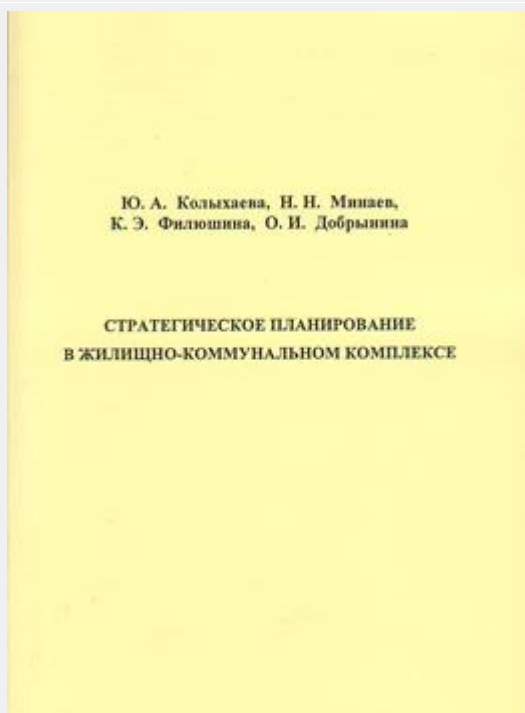 Ю. А. Колыхаева, Н. Н. Минаев,
К. Э. Филюшина, О. И. Добрынина
СТРАТЕГИЧЕСКОЕ ПЛАНИРОВАНИЕ
В ЖИЛИЩНО-КОММУНАЛЬНОМ КОМПЛЕКСЕ